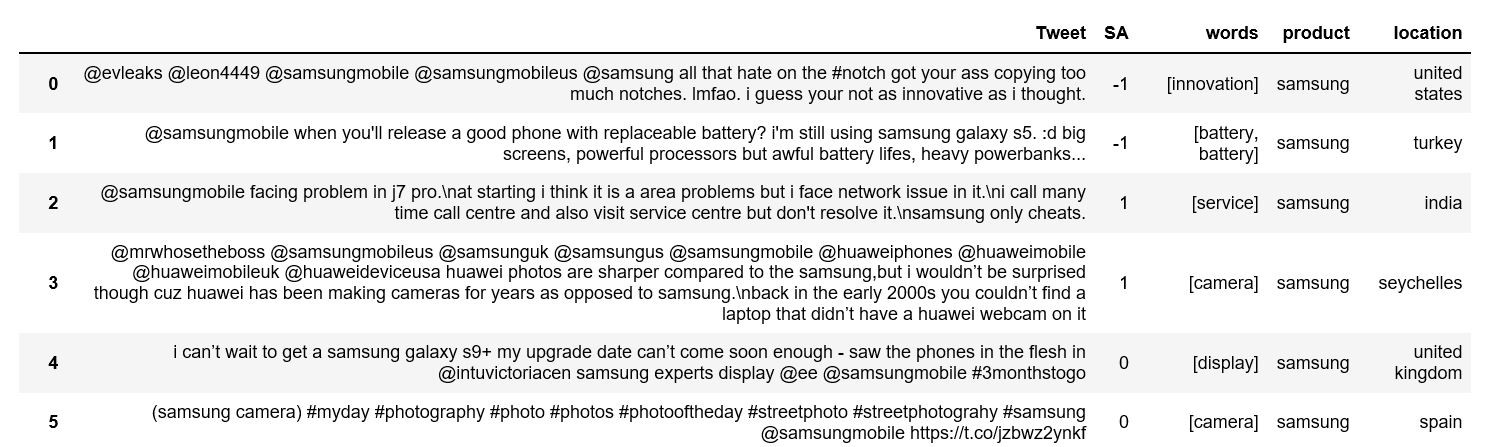 Tweet SA words product location
0 @evleaks @leon4449 @samsungmobile @samsungmobileus @samsung all that hate on the #notch got your ass copying too much notches. lmfao. i guess your not as innovative as i thought. -1 [innovation] samsung united states
1 @samsungmobile when you'll release a good phone with replaceable battery? i'm still using samsung galaxy s5. :d big screens, powerful processors but awful battery lifes, heavy powerbanks... -1 [battery, battery] samsung turkey
2 @samsungmobile facing problem in j7 pro.\nat starting i think it is a area problems but i face network issue in it.\ni call many time call centre and also visit service centre but don't resolve it.\nsamsung only cheats. 1 [service] samsung india
3 @mrwhosetheboss @samsungmobileus @samsunguk @samsungus @samsungmobile @huaweiphones @huaweimobile @huaweimobileuk @huaweideviceusa huawei photos are sharper compared to the samsung,but i wouldn’t be surprised though cuz huawei has been making cameras for years as opposed to samsung.\nback in the early 2000s you couldn’t find a laptop that didn’t have a huawei webcam on it 1 [camera] samsung seychelles
4 i can’t wait to get a samsung galaxy s9+ my upgrade date can’t come soon enough - saw the phones in the flesh in @intuvictoriacen samsung experts display @ee @samsungmobile #3monthstogo 0 [display] samsung united kingdom
5 (samsung camera) #myday #photography #photo #photos #photooftheday #streetphoto #streetphotograhy #samsung @samsungmobile https://t.co/jzbwz2ynkf 0 [camera] samsung spain